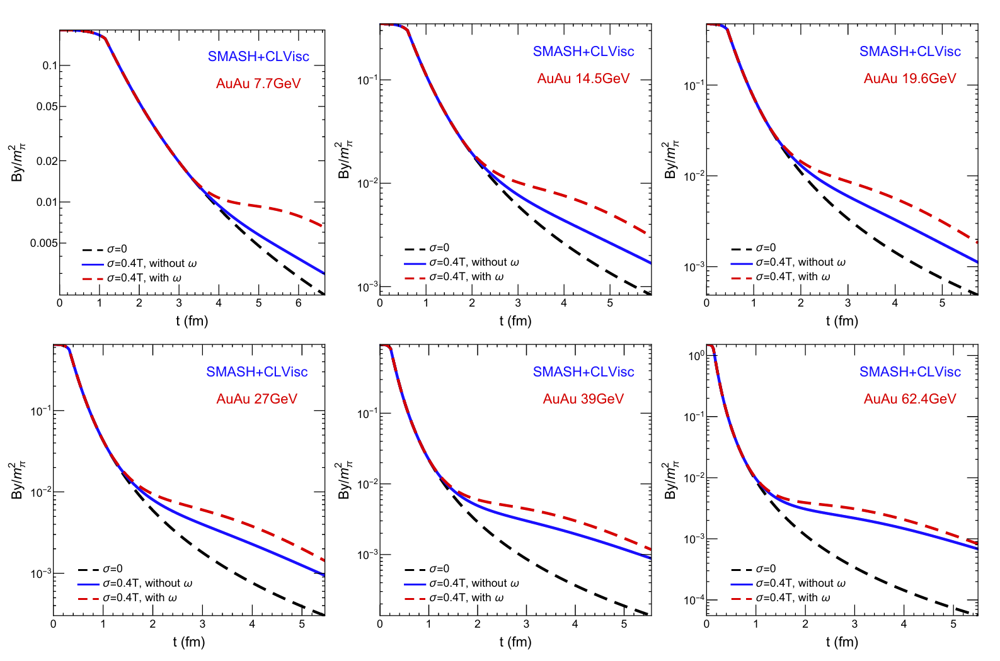 SMASH+CLVisc
AuAu 7.7GeV
By/m²π
0.1
0.05
0.02
0.01
0.005
σ=0
σ=0.4T, without ω
σ=0.4T, with ω
0 1 2 3 4 5 6
t (fm)
SMASH+CLVisc
AuAu 14.5GeV
By/m²π
10⁻¹
10⁻²
10⁻³
σ=0
σ=0.4T, without ω
σ=0.4T, with ω
0 1 2 3 4 5
t (fm)
SMASH+CLVisc
AuAu 19.6GeV
By/m²π
10⁻¹
10⁻²
10⁻³
σ=0
σ=0.4T, without ω
σ=0.4T, with ω
0 1 2 3 4 5
t (fm)
SMASH+CLVisc
AuAu 27GeV
By/m²π
10⁻¹
10⁻²
10⁻³
σ=0
σ=0.4T, without ω
σ=0.4T, with ω
0 1 2 3 4 5
t (fm)
SMASH+CLVisc
AuAu 39GeV
By/m²π
10⁻¹
10⁻²
10⁻³
σ=0
σ=0.4T, without ω
σ=0.4T, with ω
0 1 2 3 4 5
t (fm)
SMASH+CLVisc
AuAu 62.4GeV
By/m²π
10⁰
10⁻¹
10⁻²
10⁻³
10⁻⁴
σ=0
σ=0.4T, without ω
σ=0.4T, with ω
0 1 2 3 4 5
t (fm)